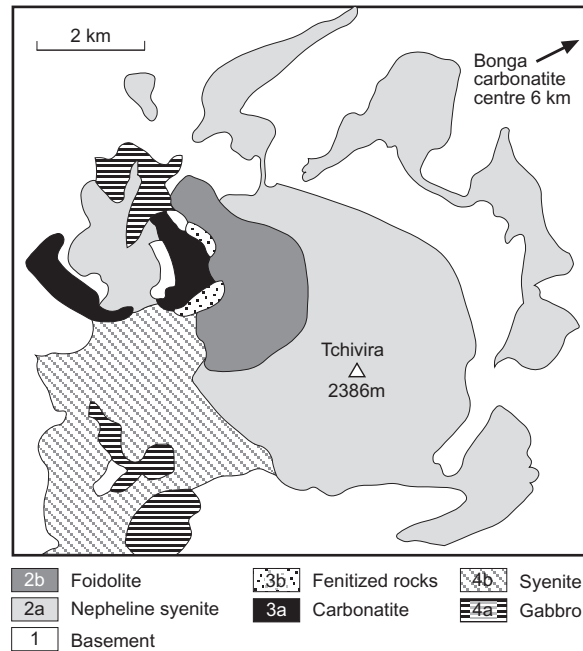 2 km
Bonga
carbonatite
centre 6 km
Tchivira
2386m
2b Foidolite
3b Fenitized rocks
4b Syenite
2a Nepheline syenite
3a Carbonatite
4a Gabbro
1 Basement